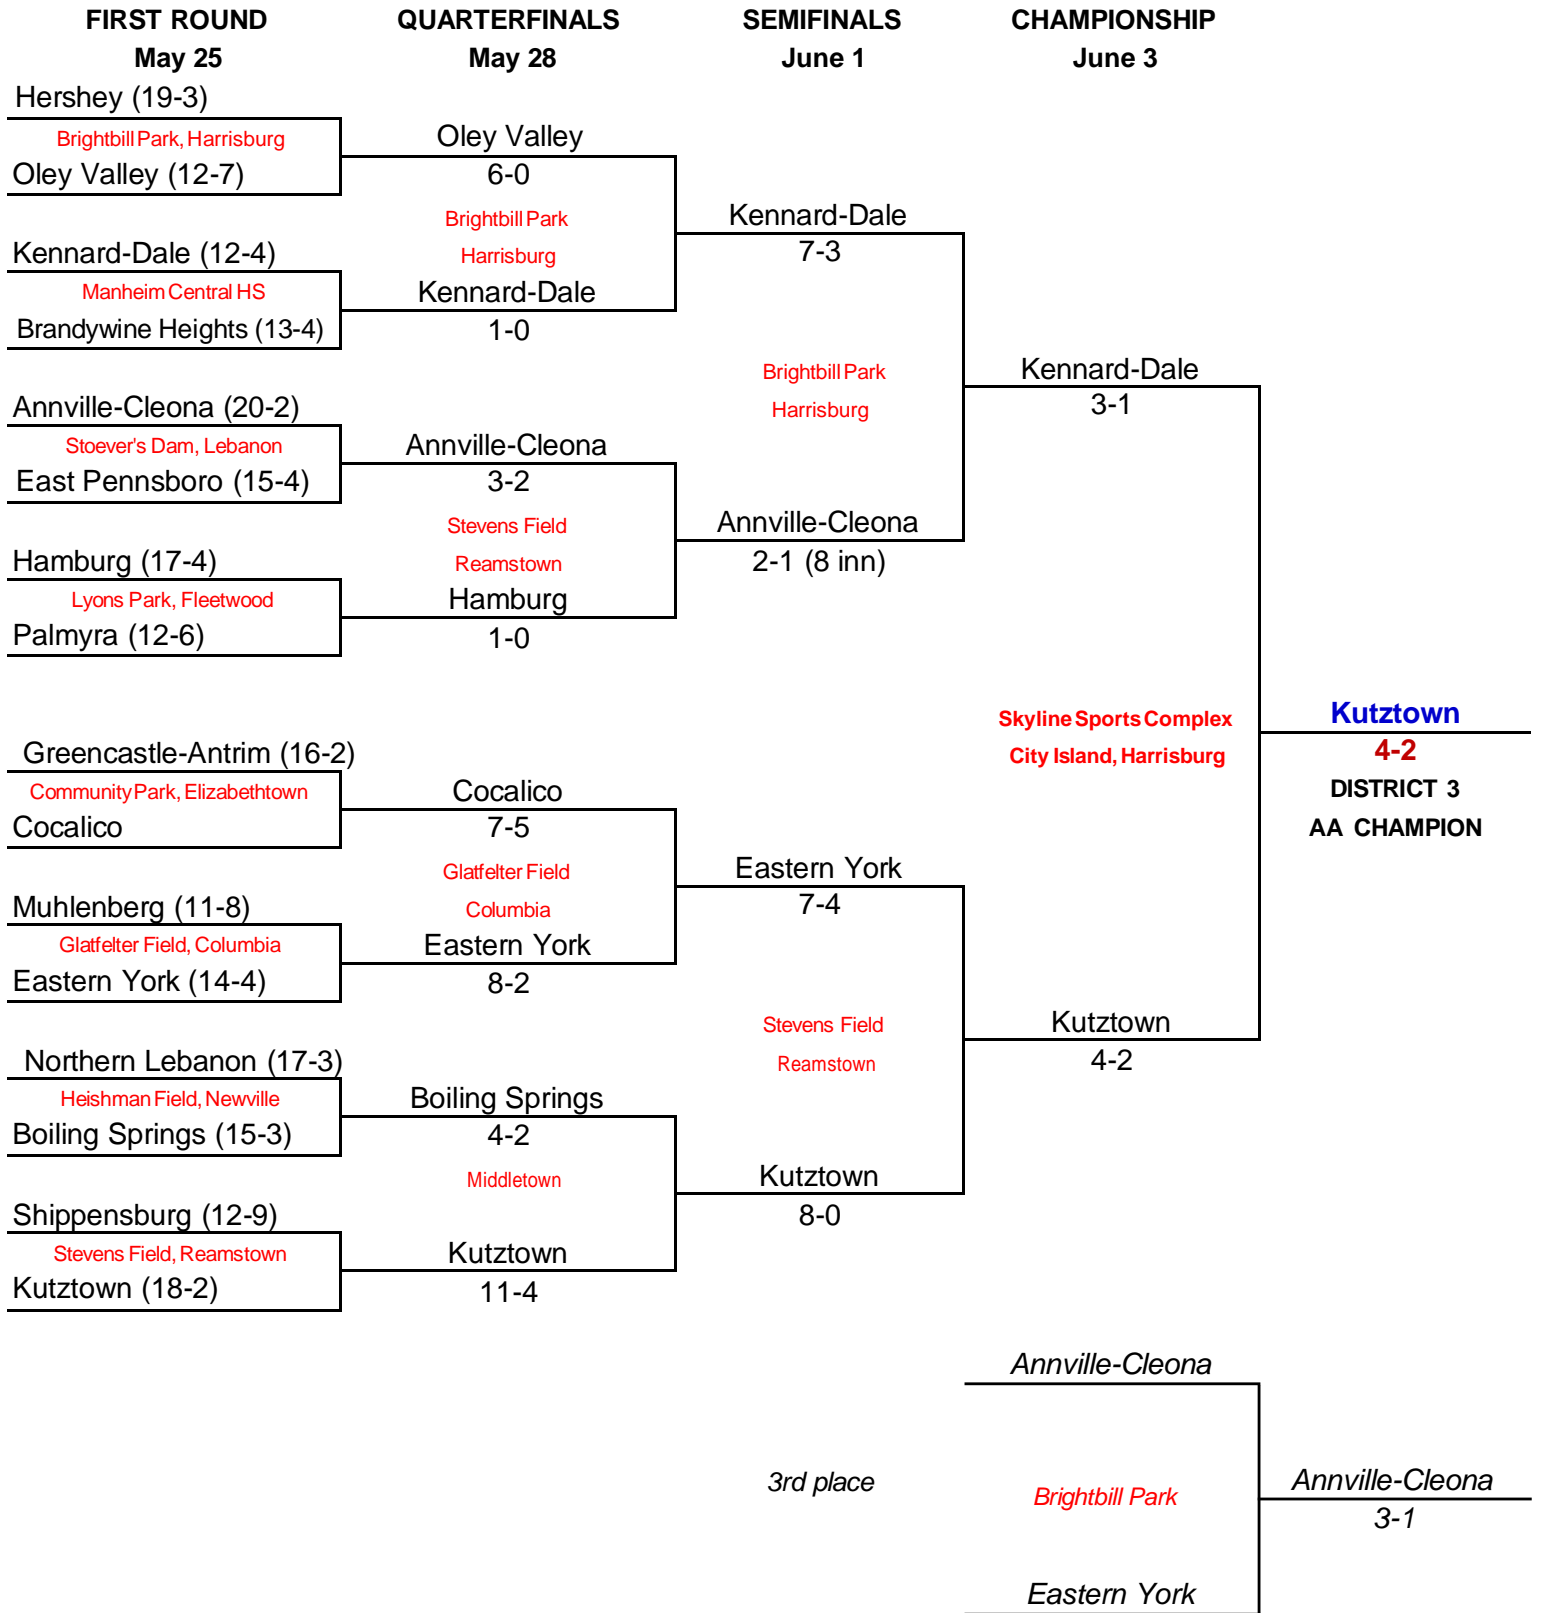 FIRST ROUND
May 25
QUARTERFINALS
May 28
SEMIFINALS
June 1
CHAMPIONSHIP
June 3
Hershey (19-3)
Brightbill Park, Harrisburg
Oley Valley (12-7)
Kennard-Dale (12-4)
Manheim Central HS
Brandywine Heights (13-4)
Annville-Cleona (20-2)
Stoever's Dam, Lebanon
East Pennsboro (15-4)
Hamburg (17-4)
Lyons Park, Fleetwood
Palmyra (12-6)
Greencastle-Antrim (16-2)
Community Park, Elizabethtown
Cocalico
Muhlenberg (11-8)
Glatfelter Field, Columbia
Eastern York (14-4)
Northern Lebanon (17-3)
Heishman Field, Newville
Boiling Springs (15-3)
Shippensburg (12-9)
Stevens Field, Reamstown
Kutztown (18-2)
Oley Valley
6-0
Brightbill Park
Harrisburg
Kennard-Dale
1-0
Annville-Cleona
3-2
Stevens Field
Reamstown
Hamburg
1-0
Cocalico
7-5
Glatfelter Field
Columbia
Eastern York
8-2
Boiling Springs
4-2
Middletown
Kutztown
11-4
Kennard-Dale
7-3
Brightbill Park
Harrisburg
Annville-Cleona
2-1 (8 inn)
Eastern York
7-4
Stevens Field
Reamstown
Kutztown
8-0
Kennard-Dale
3-1
Skyline Sports Complex
City Island, Harrisburg
Kutztown
4-2
Kutztown
4-2
DISTRICT 3
AA CHAMPION
3rd place
Annville-Cleona
Brightbill Park
Eastern York
Annville-Cleona
3-1